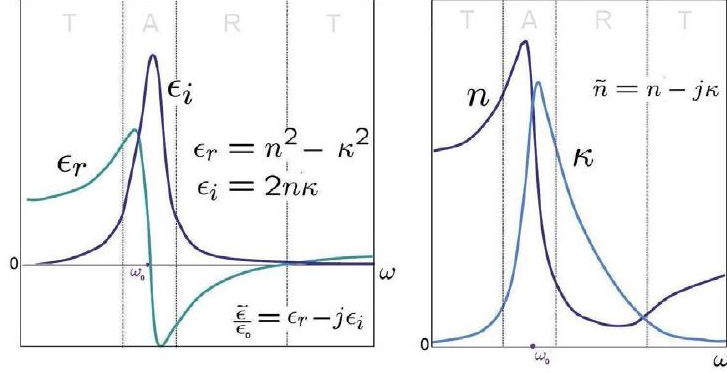 T A R T
ϵi
ϵr
ϵr = n² − κ²
ϵi = 2nκ
0
ω₀
ω
ϵ̃/ϵ₀ = ϵr − jϵi
T A R T
n
ñ = n − jκ
κ
0
ω₀
ω